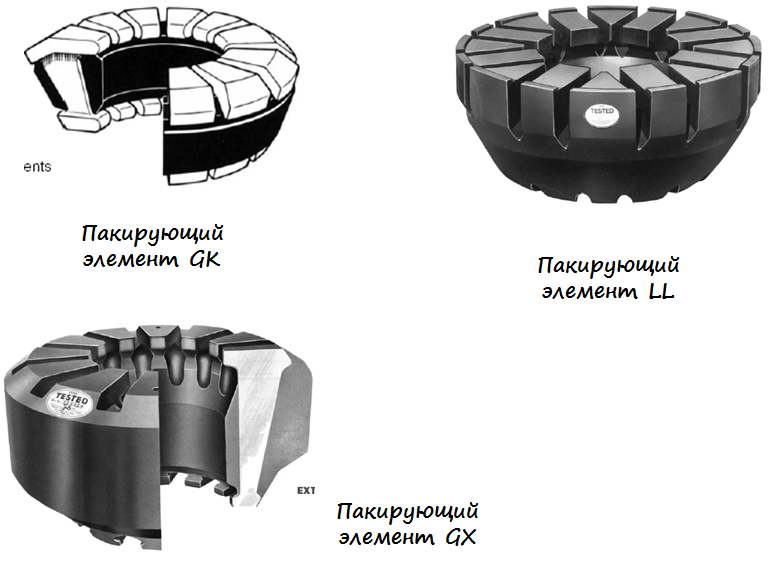 ents
Пакирующий
элемент GK
TESTED
Пакирующий
элемент LL
TESTED
EXT
Пакирующий
элемент GX